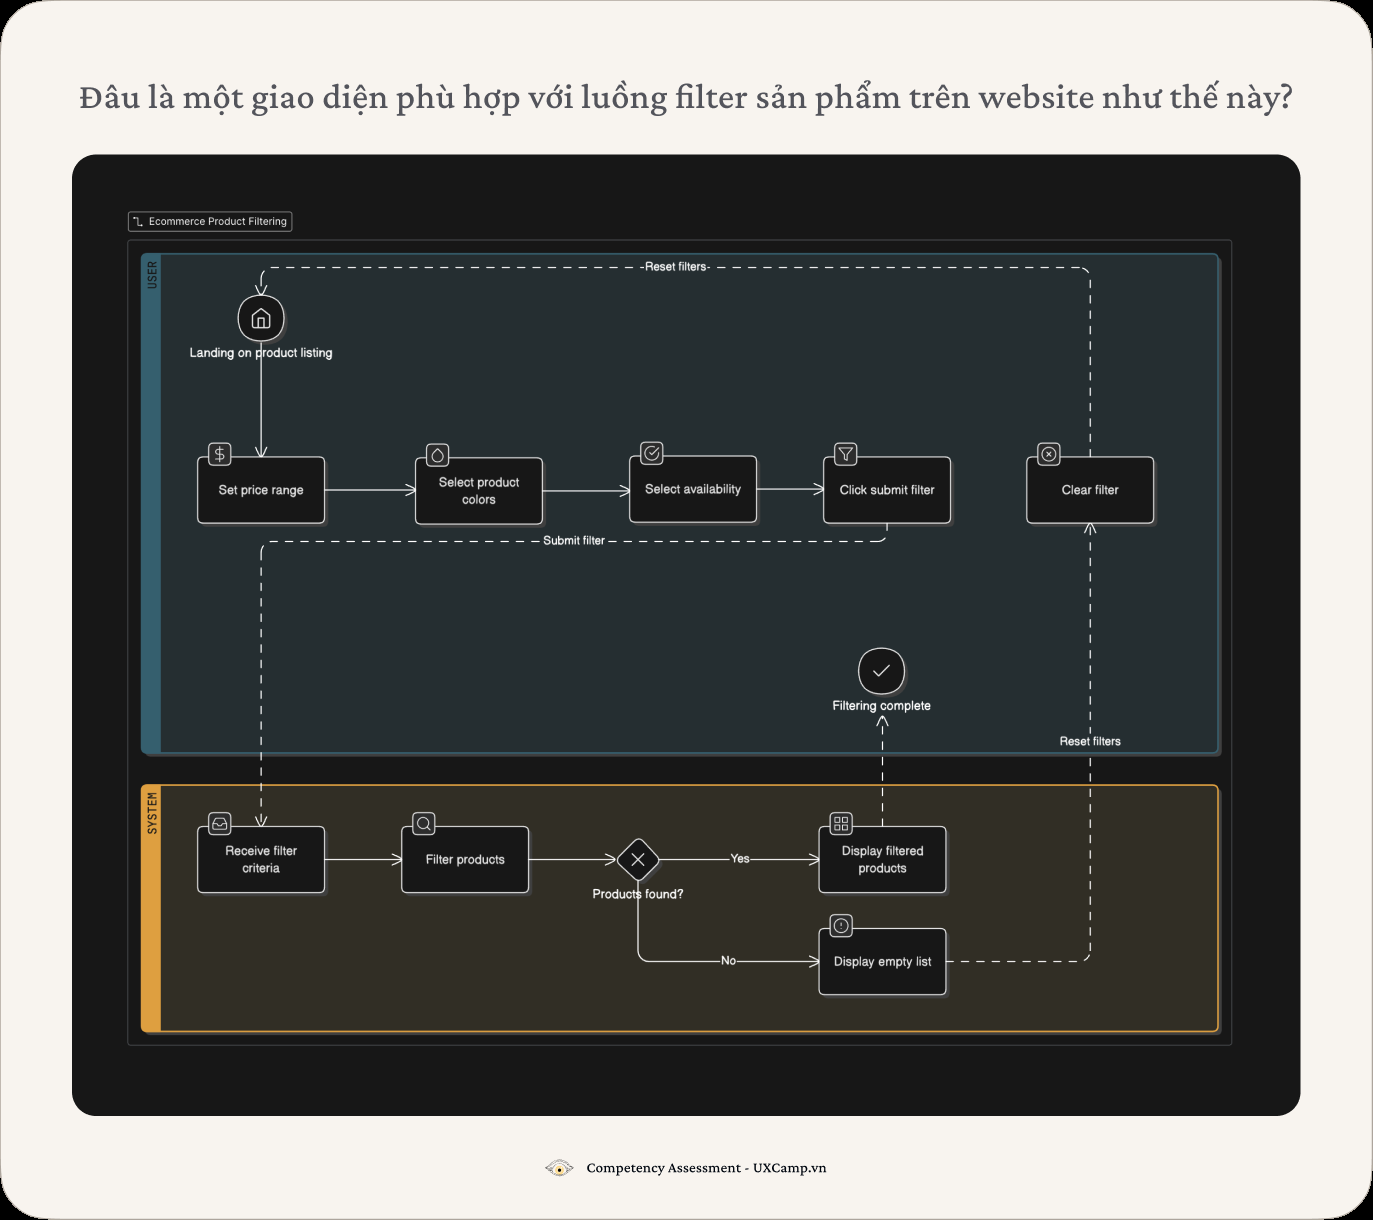 Đâu là một giao diện phù hợp với luồng filter sản phẩm trên website như thế này?
Ecommerce Product Filtering
USER
Reset filters
Landing on product listing
Set price range
Select product
colors
Select availability
Click submit filter
Clear filter
Submit filter
Filtering complete
Reset filters
SYSTEM
Receive filter
criteria
Filter products
Products found?
Yes
Display filtered
products
No
Display empty list
Competency Assessment - UXCamp.vn